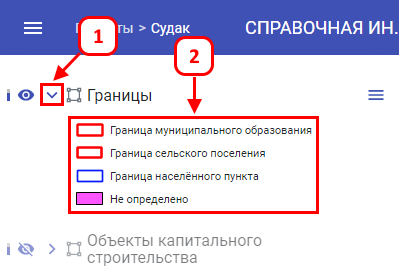 ты > Судак
СПРАВОЧНАЯ ИН.
1
2
Границы
Граница муниципального образования
Граница сельского поселения
Граница населённого пункта
Не определено
Объекты капитального
строительства